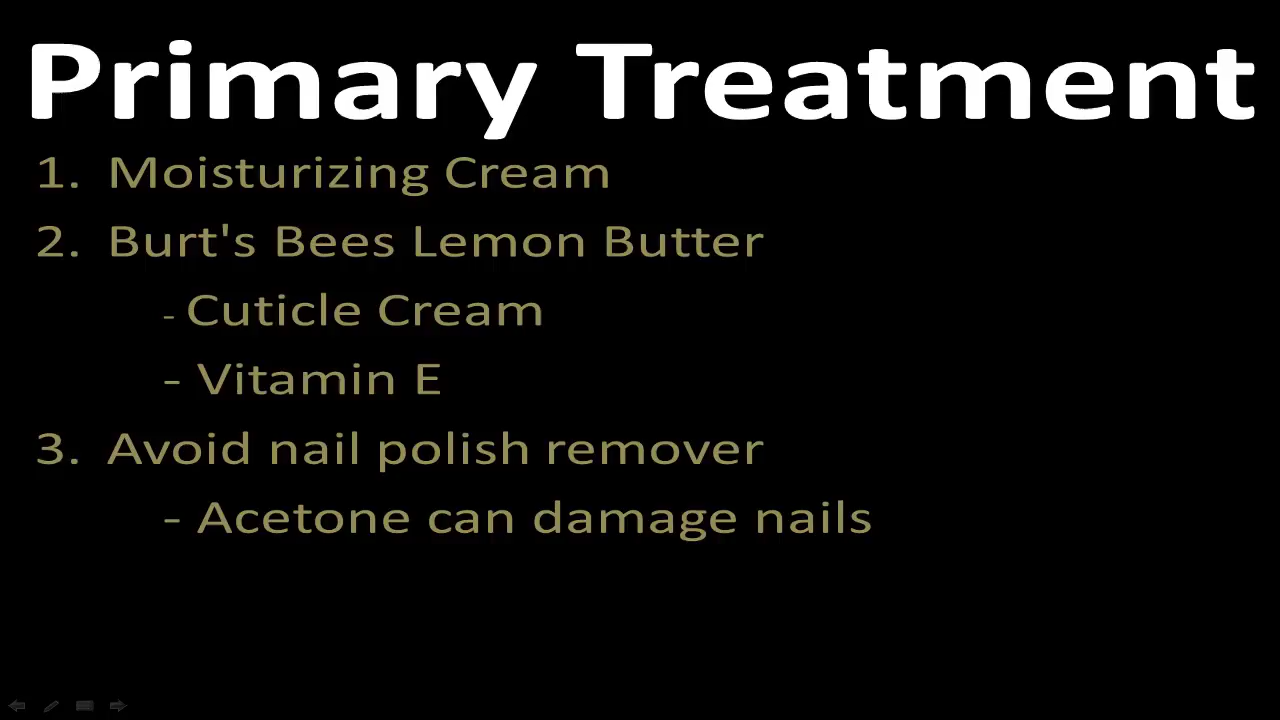 Primary Treatment
1. Moisturizing Cream
2. Burt's Bees Lemon Butter
- Cuticle Cream
- Vitamin E
3. Avoid nail polish remover
- Acetone can damage nails